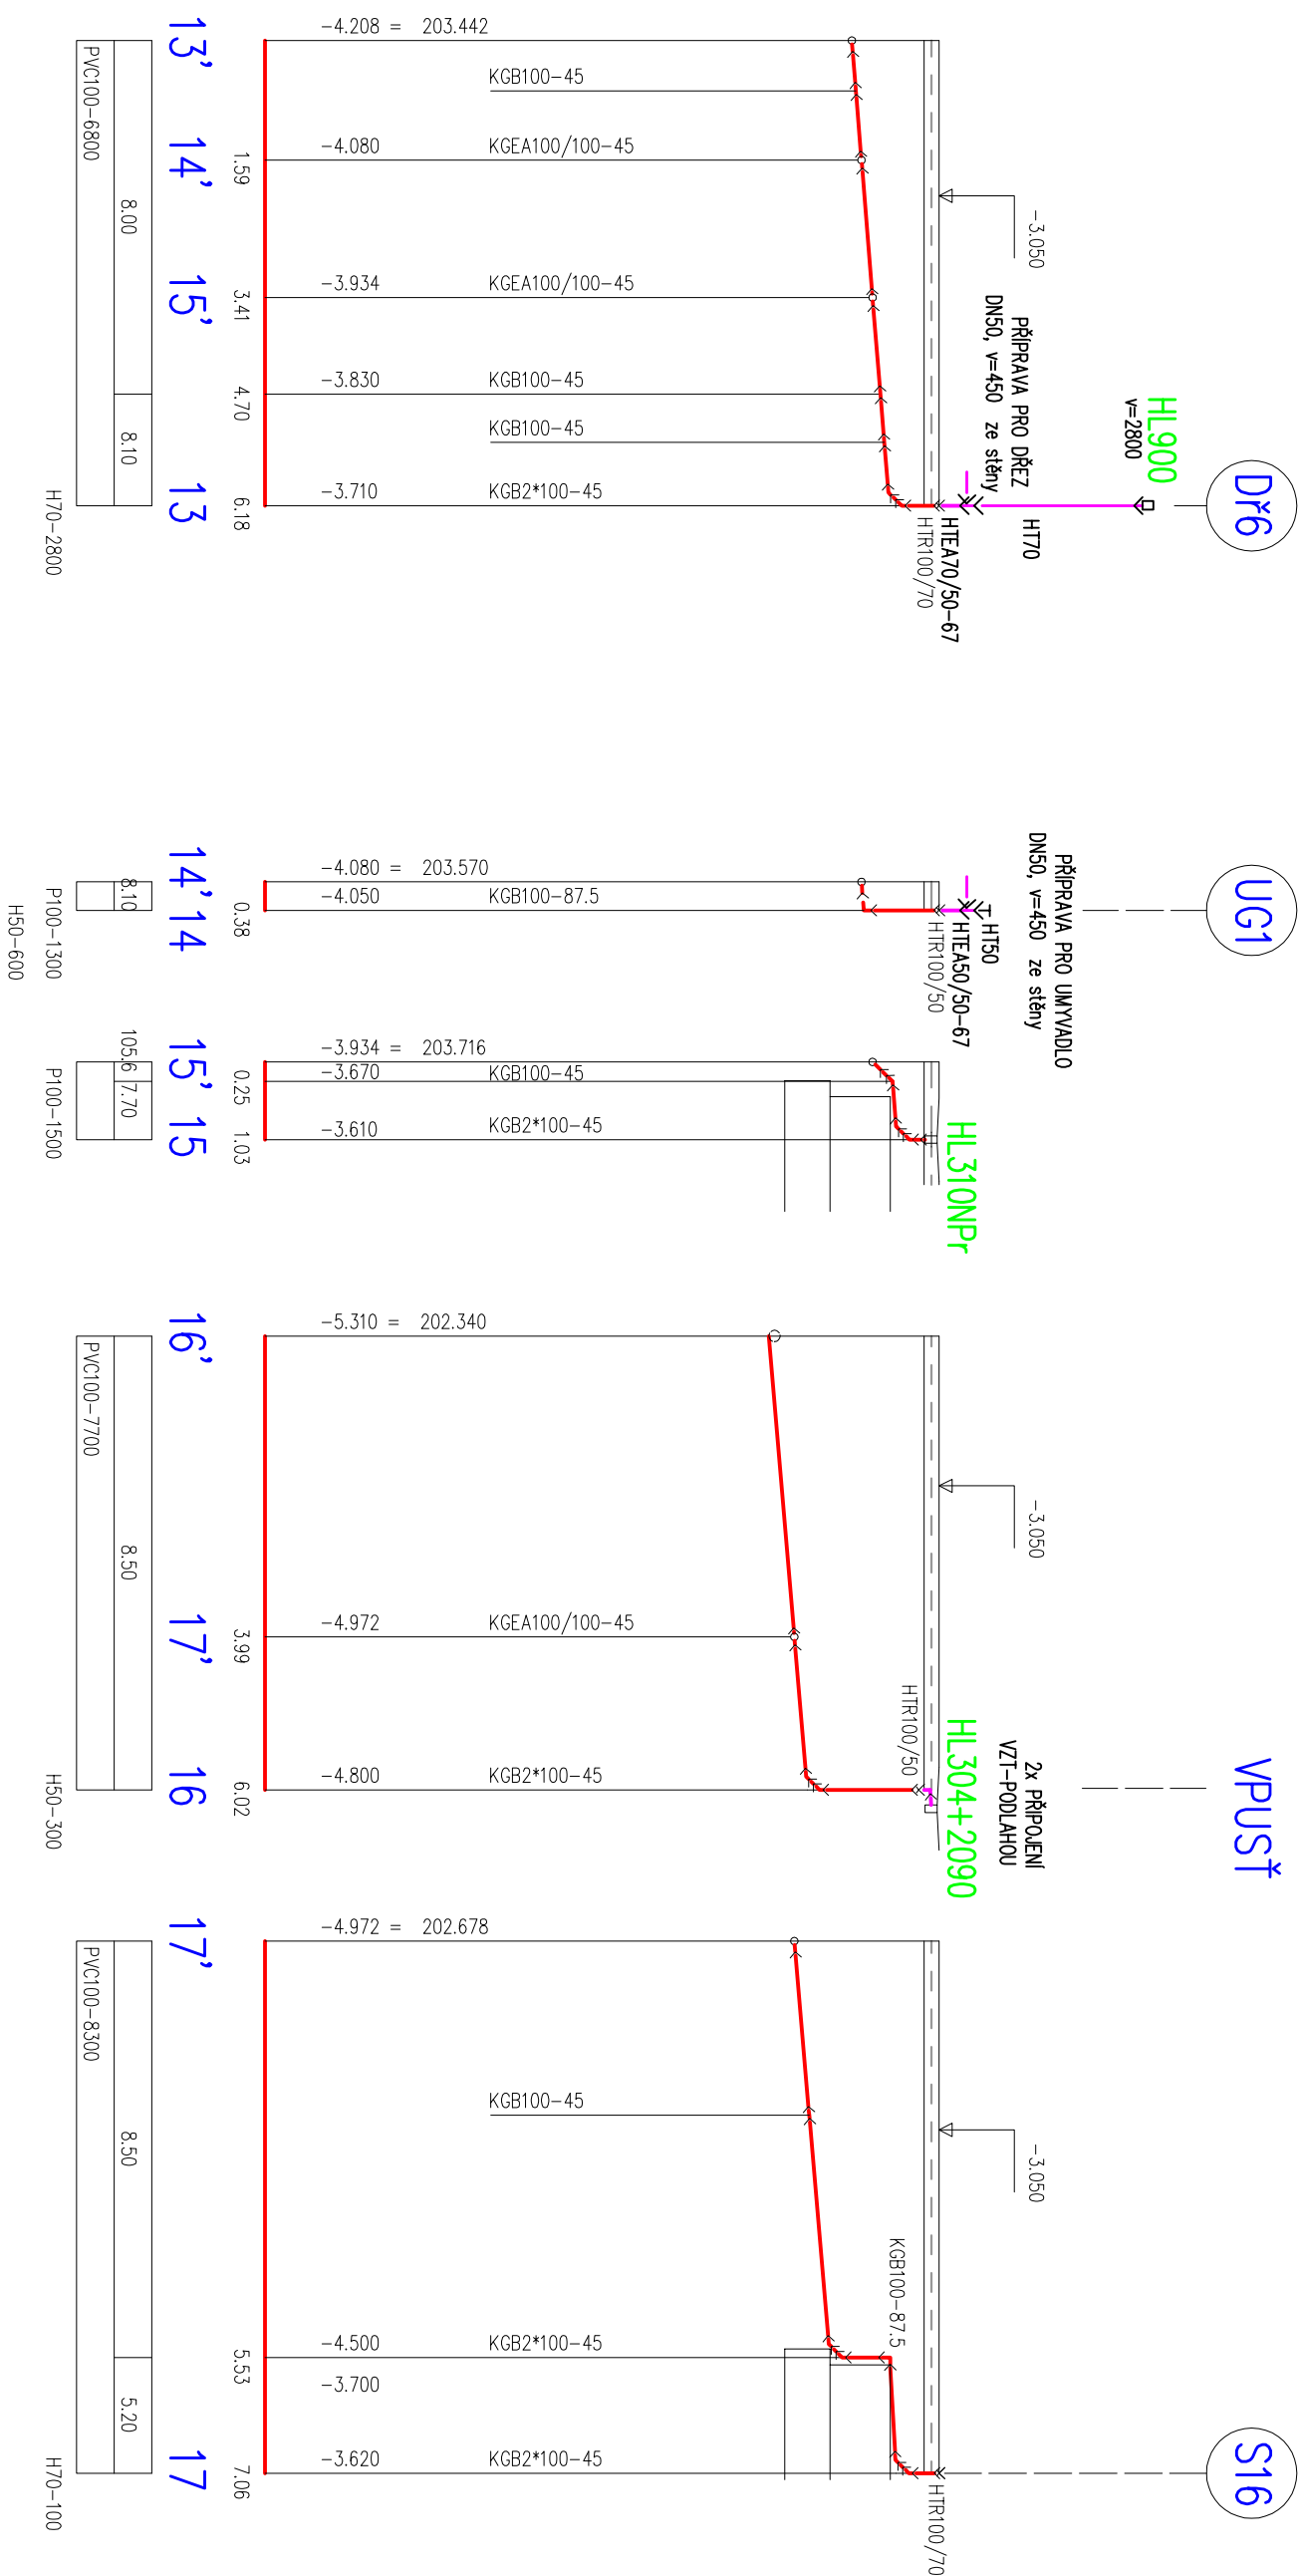 Dř6
HL900
v=2800
PŘÍPRAVA PRO DŘEZ
DN50, v=450 ze stěny
HT70
HTEA70/50-67
HTR100/70
-3.050
-4.208 = 203.442
KGB100-45
-4.080
KGEA100/100-45
-3.934
KGEA100/100-45
-3.830
KGB100-45
KGB100-45
-3.710
KGB2*100-45
1.59
3.41
4.70
6.18
13'
14'
15'
13
8.00
8.10
PVC100-6800
H70-2800
UG1
PŘÍPRAVA PRO UMYVADLO
DN50, v=450 ze stěny
HT50
HTEA50/50-67
HTR100/50
-4.080 = 203.570
-4.050
KGB100-87.5
0.38
14'
14
8.10
P100-1300
H50-600
HL310NPr
-3.934 = 203.716
-3.670
KGB100-45
-3.610
KGB2*100-45
0.25
1.03
15'
15
105.6
7.70
P100-1500
VPUSŤ
2x PŘIPOJENÍ
VZT-PODLAHOU
HL304+2090
HTR100/50
-3.050
-5.310 = 202.340
-4.972
KGEA100/100-45
-4.800
KGB2*100-45
3.99
6.02
16'
17'
16
8.50
PVC100-7700
H50-300
S16
-3.050
HTR100/70
KGB100-87.5
-4.972 = 202.678
KGB100-45
-4.500
KGB2*100-45
-3.700
-3.620
KGB2*100-45
5.53
7.06
17'
17
8.50
5.20
PVC100-8300
H70-100